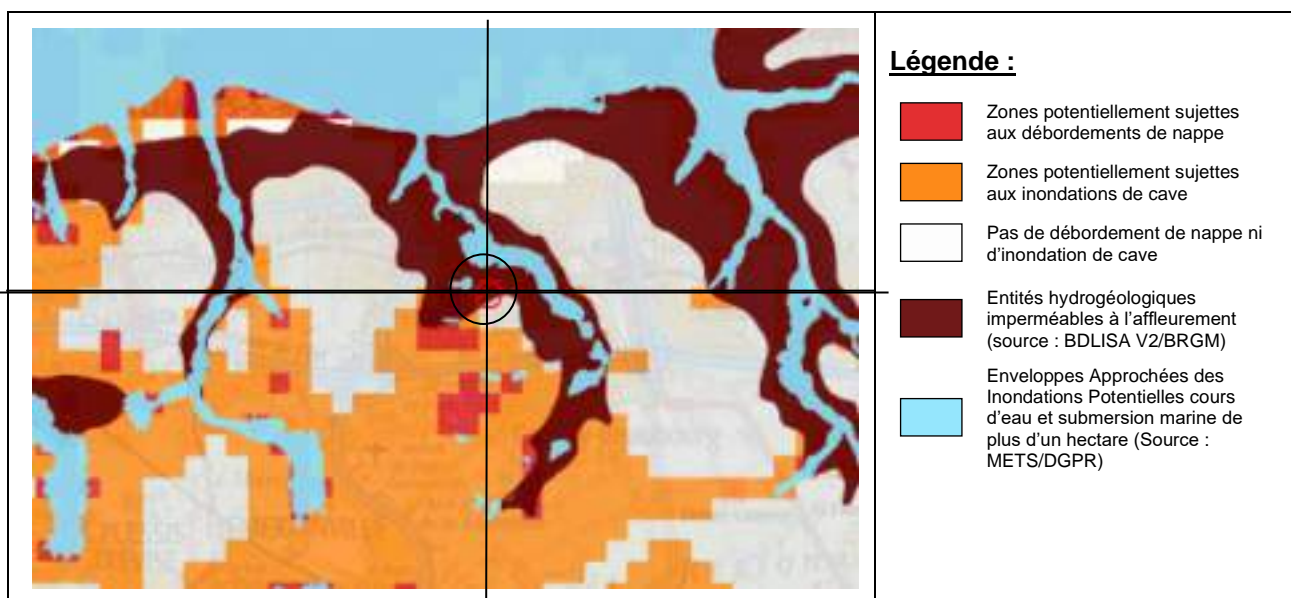 Légende :
Zones potentiellement sujettes
aux débordements de nappe
Zones potentiellement sujettes
aux inondations de cave
Pas de débordement de nappe ni
d’inondation de cave
Entités hydrogéologiques
imperméables à l’affleurement
(source : BDLISA V2/BRGM)
Enveloppes Approchées des
Inondations Potentielles cours
d’eau et submersion marine de
plus d’un hectare (Source :
METS/DGPR)